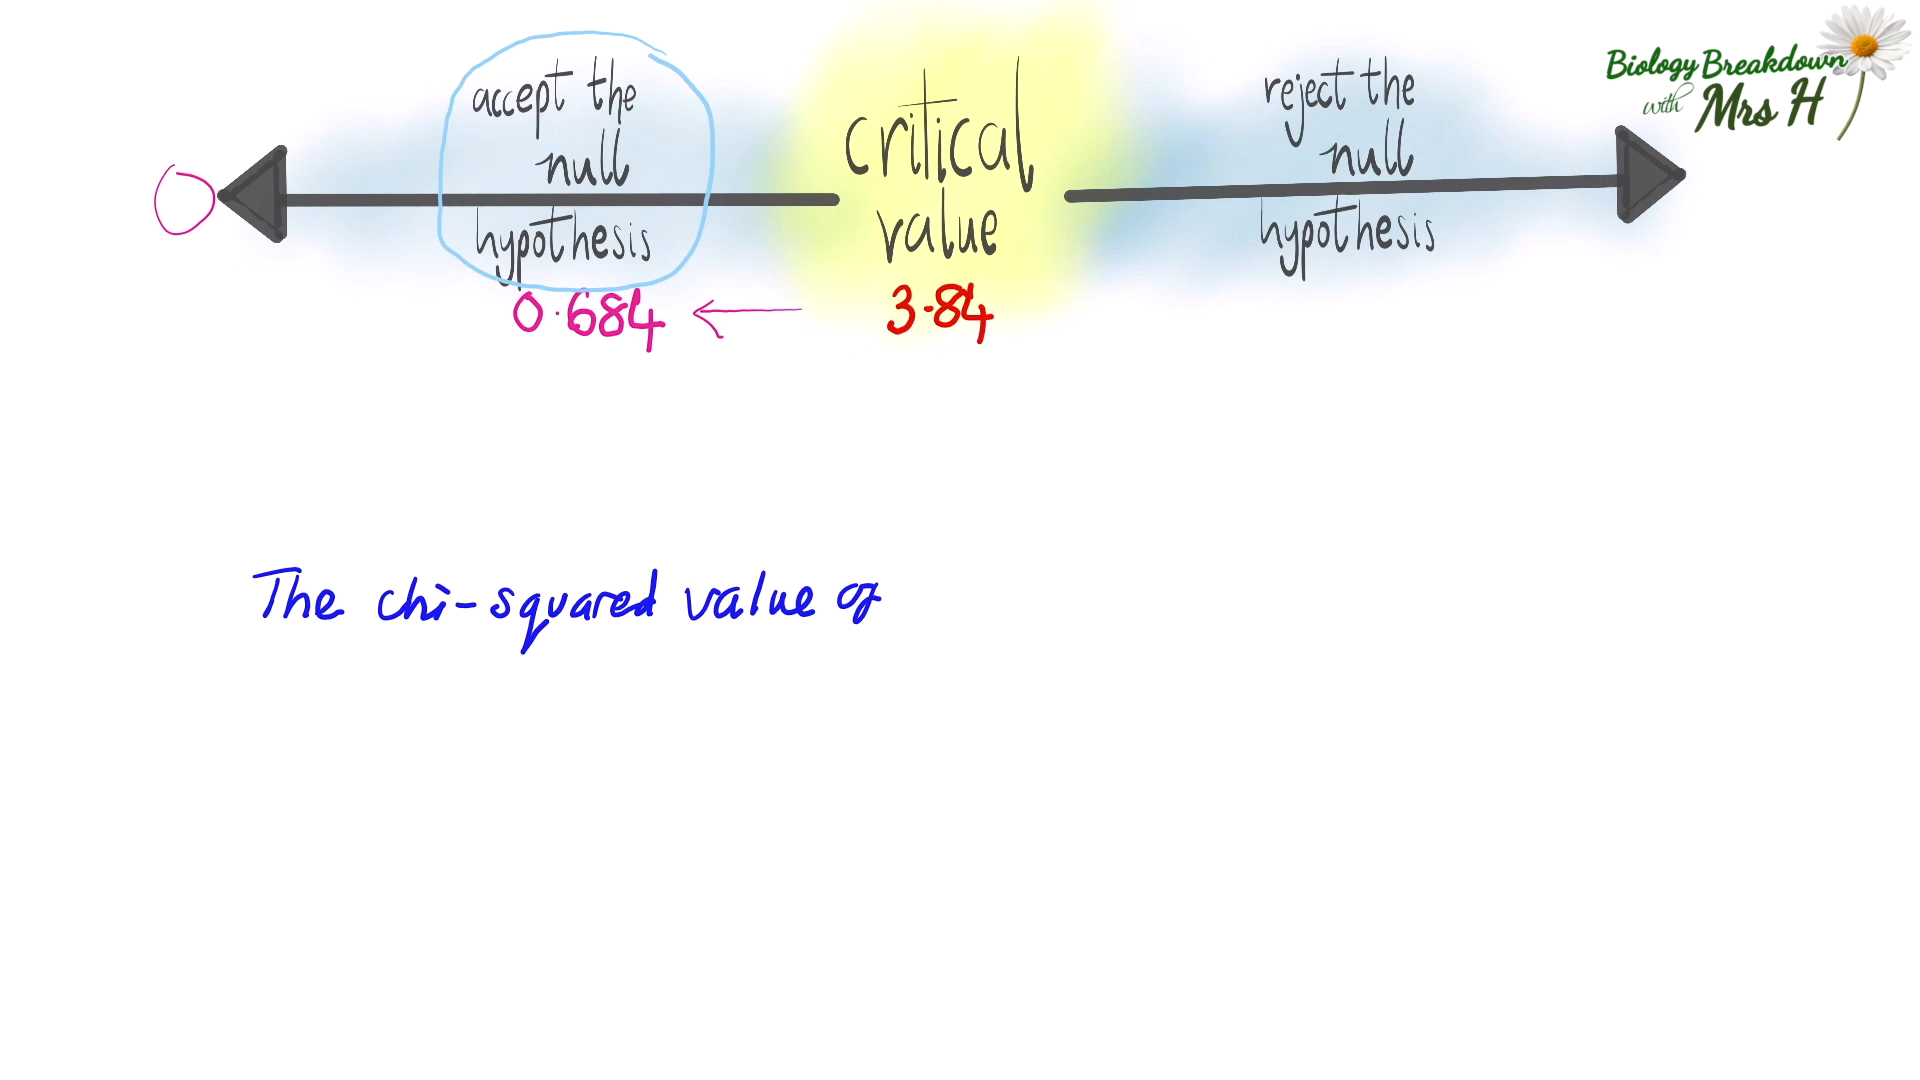 accept the
null
hypothesis
0.684
critical
value
3.84
reject the
null
hypothesis
Biology Breakdown
with Mrs H
The chi-squared value of